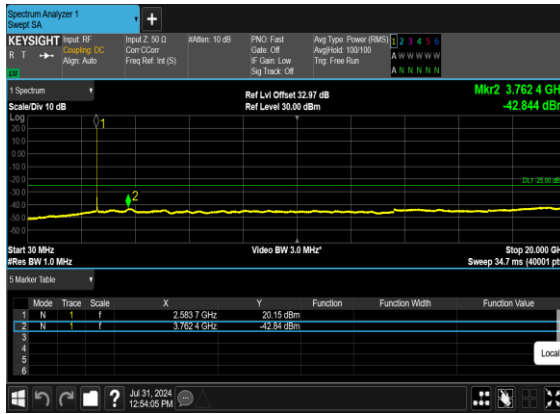 Spectrum Analyzer 1
Swept SA
+
KEYSIGHT Input: RF Input Z: 50 Ω #Atten: 10 dB PNO: Fast Avg Type: Power (RMS) 1 2 3 4 5 6
R T Coupling: DC Corr CCorr Gate: Off Avg|Hold: 100/100 A W W W W W
Align: Auto Freq Ref: Int (S) IF Gain: Low Trig: Free Run
Sig Track: Off A N N N N N
1 Spectrum
Scale/Div 10 dB
Ref Lvl Offset 32.97 dB
Ref Level 30.00 dBm
Mkr2 3.762 4 GH
-42.844 dB
Log
20.0
10.0
0.00
-10.0
-20.0
-30.0
-40.0
-50.0
-60.0
1
2
DL1 -25.00 dB
Start 30 MHz Video BW 3.0 MHz* Stop 20.000 GH
#Res BW 1.0 MHz Sweep 34.7 ms (40001 pt
5 Marker Table
Mode Trace Scale X Y Function Function Width Function Value
1 N 1 f 2.583 7 GHz 20.15 dBm
2 N 1 f 3.762 4 GHz -42.84 dBm
3
4
5
6
Local
? Jul 31, 2024
12:54:05 PM